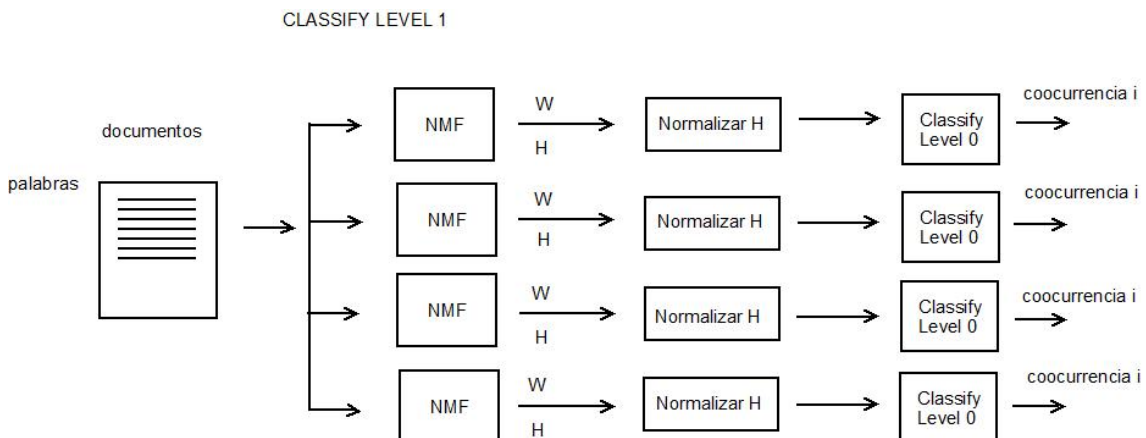 CLASSIFY LEVEL 1
documentos
palabras
NMF
W
H
Normalizar H
Classify
Level 0
coocurrencia i
NMF
W
H
Normalizar H
Classify
Level 0
coocurrencia i
NMF
W
H
Normalizar H
Classify
Level 0
coocurrencia i
NMF
W
H
Normalizar H
Classify
Level 0
coocurrencia i